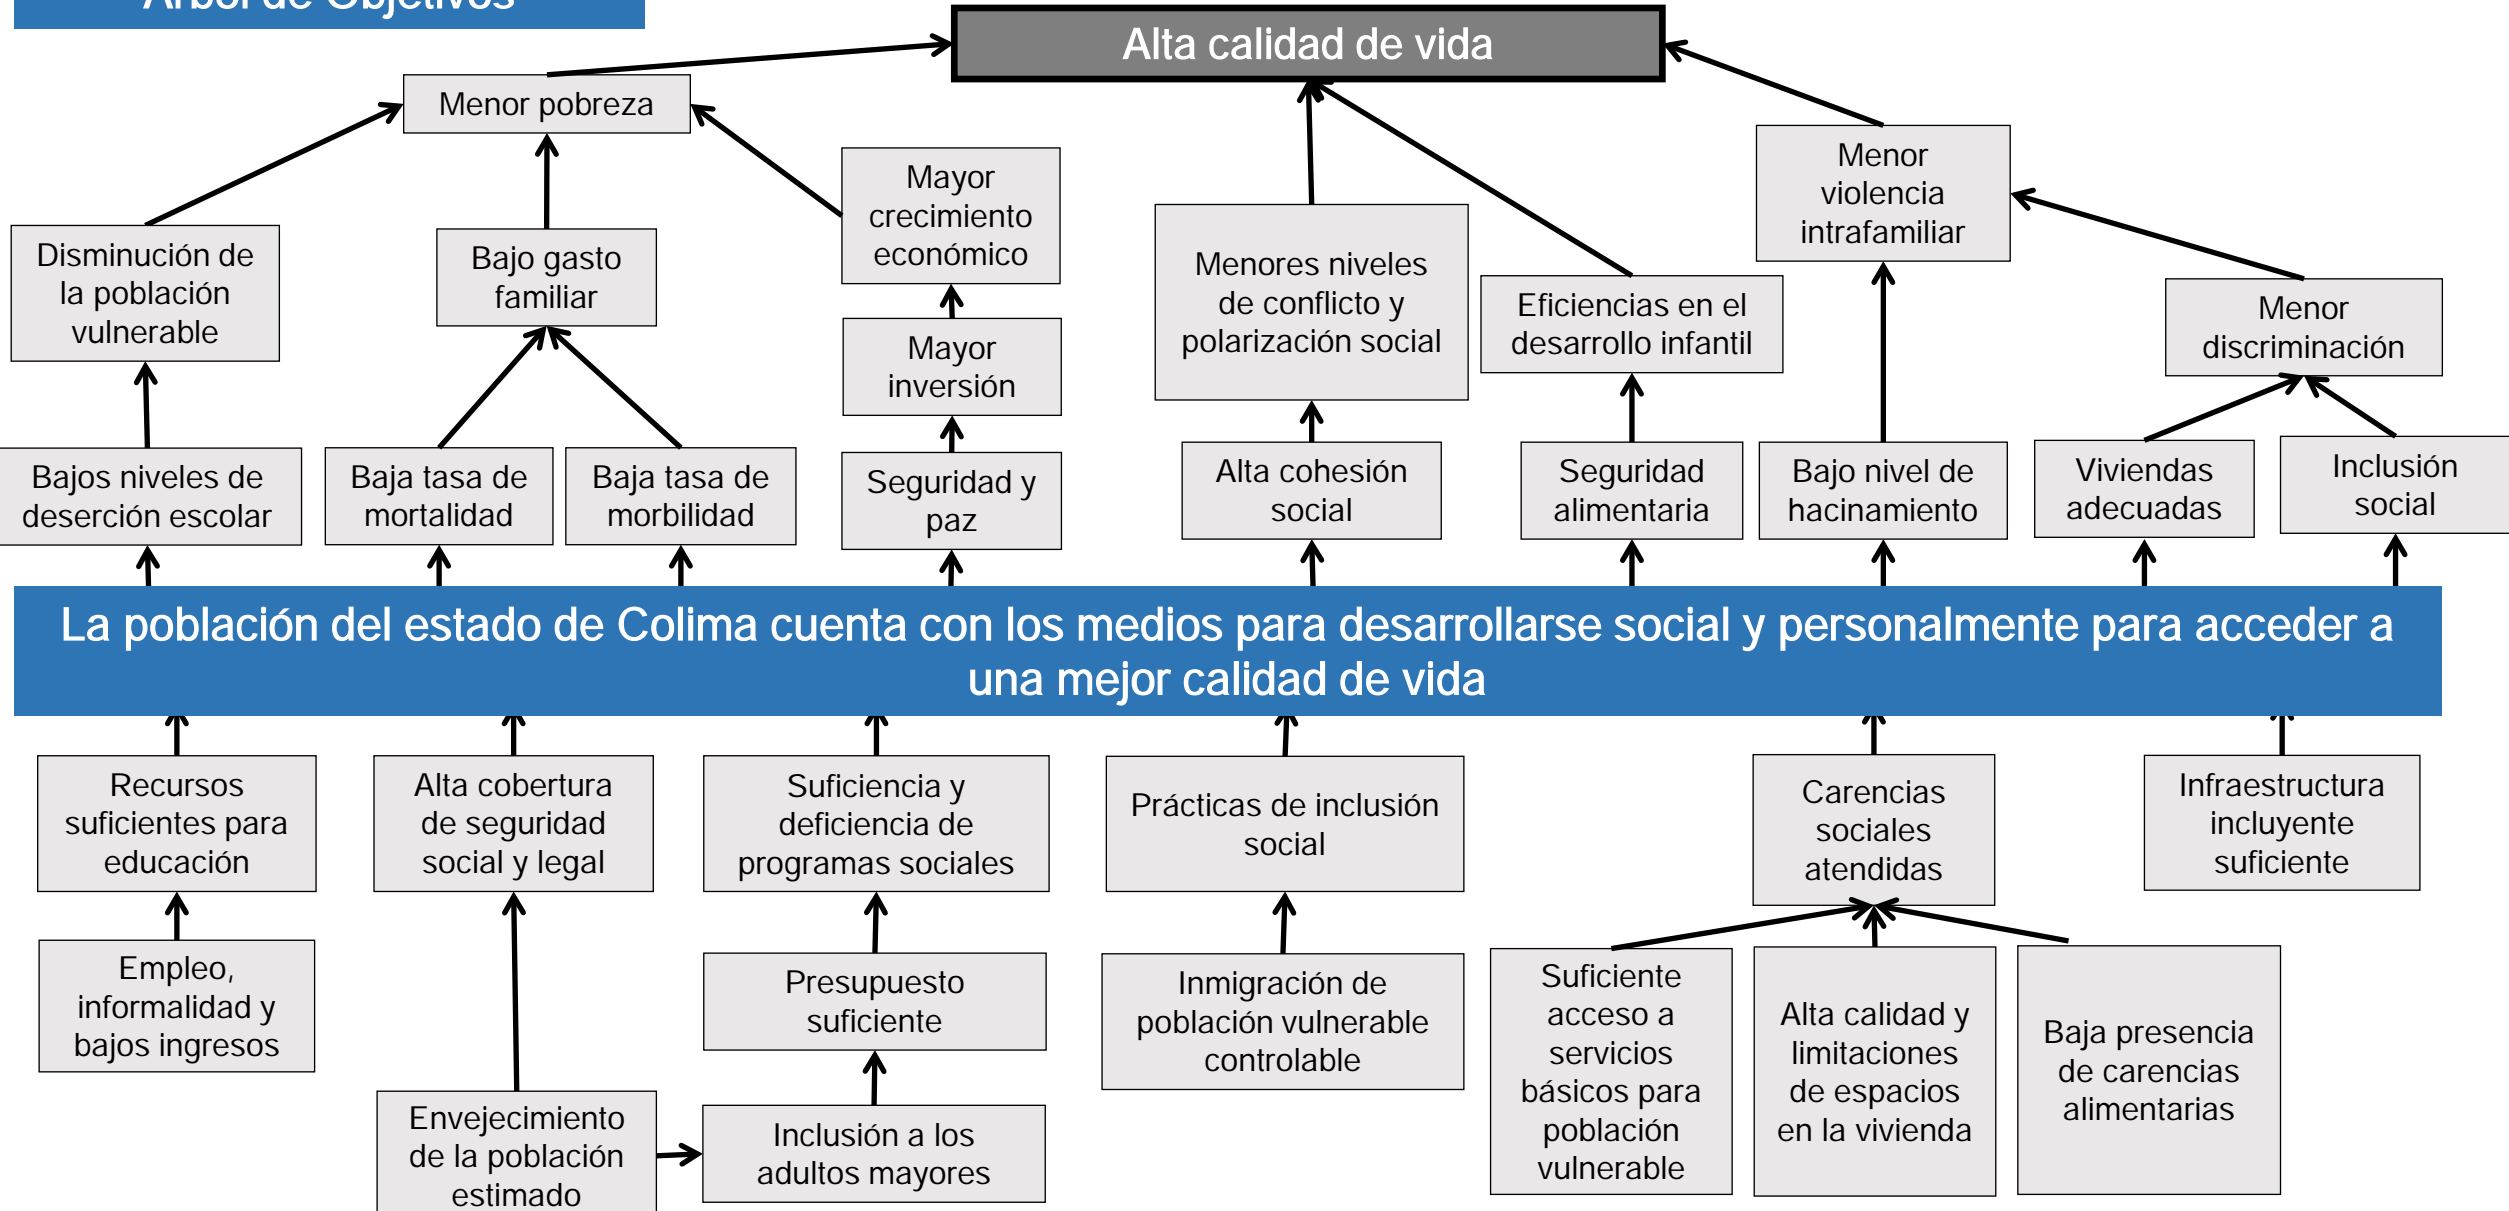 Árbol de Objetivos
Alta calidad de vida
Menor pobreza
Mayor
crecimiento
económico
Menor
violencia
intrafamiliar
Disminución de
la población
vulnerable
Bajo gasto
familiar
Menores niveles
de conflicto y
polarización social
Eficiencias en el
desarrollo infantil
Menor
discriminación
Mayor
inversión
Bajos niveles de
deserción escolar
Baja tasa de
mortalidad
Baja tasa de
morbilidad
Seguridad y
paz
Alta cohesión
social
Seguridad
alimentaria
Bajo nivel de
hacinamiento
Viviendas
adecuadas
Inclusión
social
La población del estado de Colima cuenta con los medios para desarrollarse social y personalmente para acceder a
una mejor calidad de vida
Recursos
suficientes para
educación
Alta cobertura
de seguridad
social y legal
Suficiencia y
deficiencia de
programas sociales
Prácticas de inclusión
social
Carencias
sociales
atendidas
Infraestructura
incluyente
suficiente
Empleo,
informalidad y
bajos ingresos
Presupuesto
suficiente
Inmigración de
población vulnerable
controlable
Suficiente
acceso a
servicios
básicos para
población
vulnerable
Alta calidad y
limitaciones
de espacios
en la vivienda
Baja presencia
de carencias
alimentarias
Envejecimiento
de la población
estimado
Inclusión a los
adultos mayores